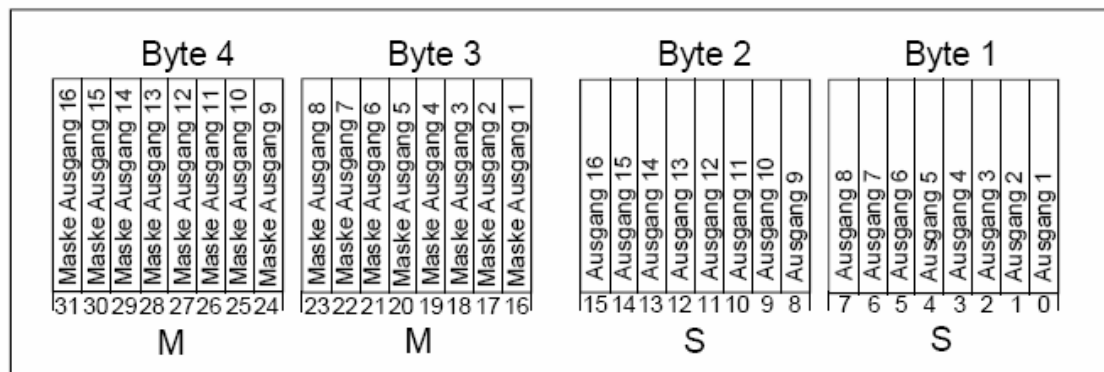 Byte 4 Byte 3 Byte 2 Byte 1
Maske Ausgang 16
Maske Ausgang 15
Maske Ausgang 14
Maske Ausgang 13
Maske Ausgang 12
Maske Ausgang 11
Maske Ausgang 10
Maske Ausgang 9
Maske Ausgang 8
Maske Ausgang 7
Maske Ausgang 6
Maske Ausgang 5
Maske Ausgang 4
Maske Ausgang 3
Maske Ausgang 2
Maske Ausgang 1
Ausgang 16
Ausgang 15
Ausgang 14
Ausgang 13
Ausgang 12
Ausgang 11
Ausgang 10
Ausgang 9
Ausgang 8
Ausgang 7
Ausgang 6
Ausgang 5
Ausgang 4
Ausgang 3
Ausgang 2
Ausgang 1
31 30 29 28 27 26 25 24 23 22 21 20 19 18 17 16 15 14 13 12 11 10 9 8 7 6 5 4 3 2 1 0
M M S S